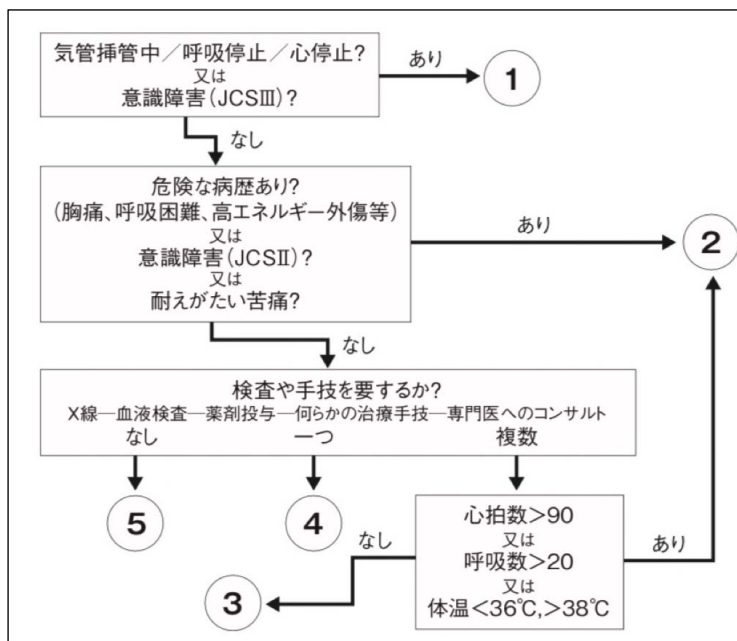 気管挿管中／呼吸停止／心停止?
又は
意識障害(JCSⅢ)?
あり
1
なし
危険な病歴あり?
(胸痛、呼吸困難、高エネルギー外傷等)
又は
意識障害(JCSⅡ)?
又は
耐えがたい苦痛?
あり
2
なし
検査や手技を要するか?
X線―血液検査―薬剤投与―何らかの治療手技―専門医へのコンサルト
なし 一つ 複数
5
4
心拍数>90
又は
呼吸数>20
又は
体温<36℃,>38℃
なし
あり
3